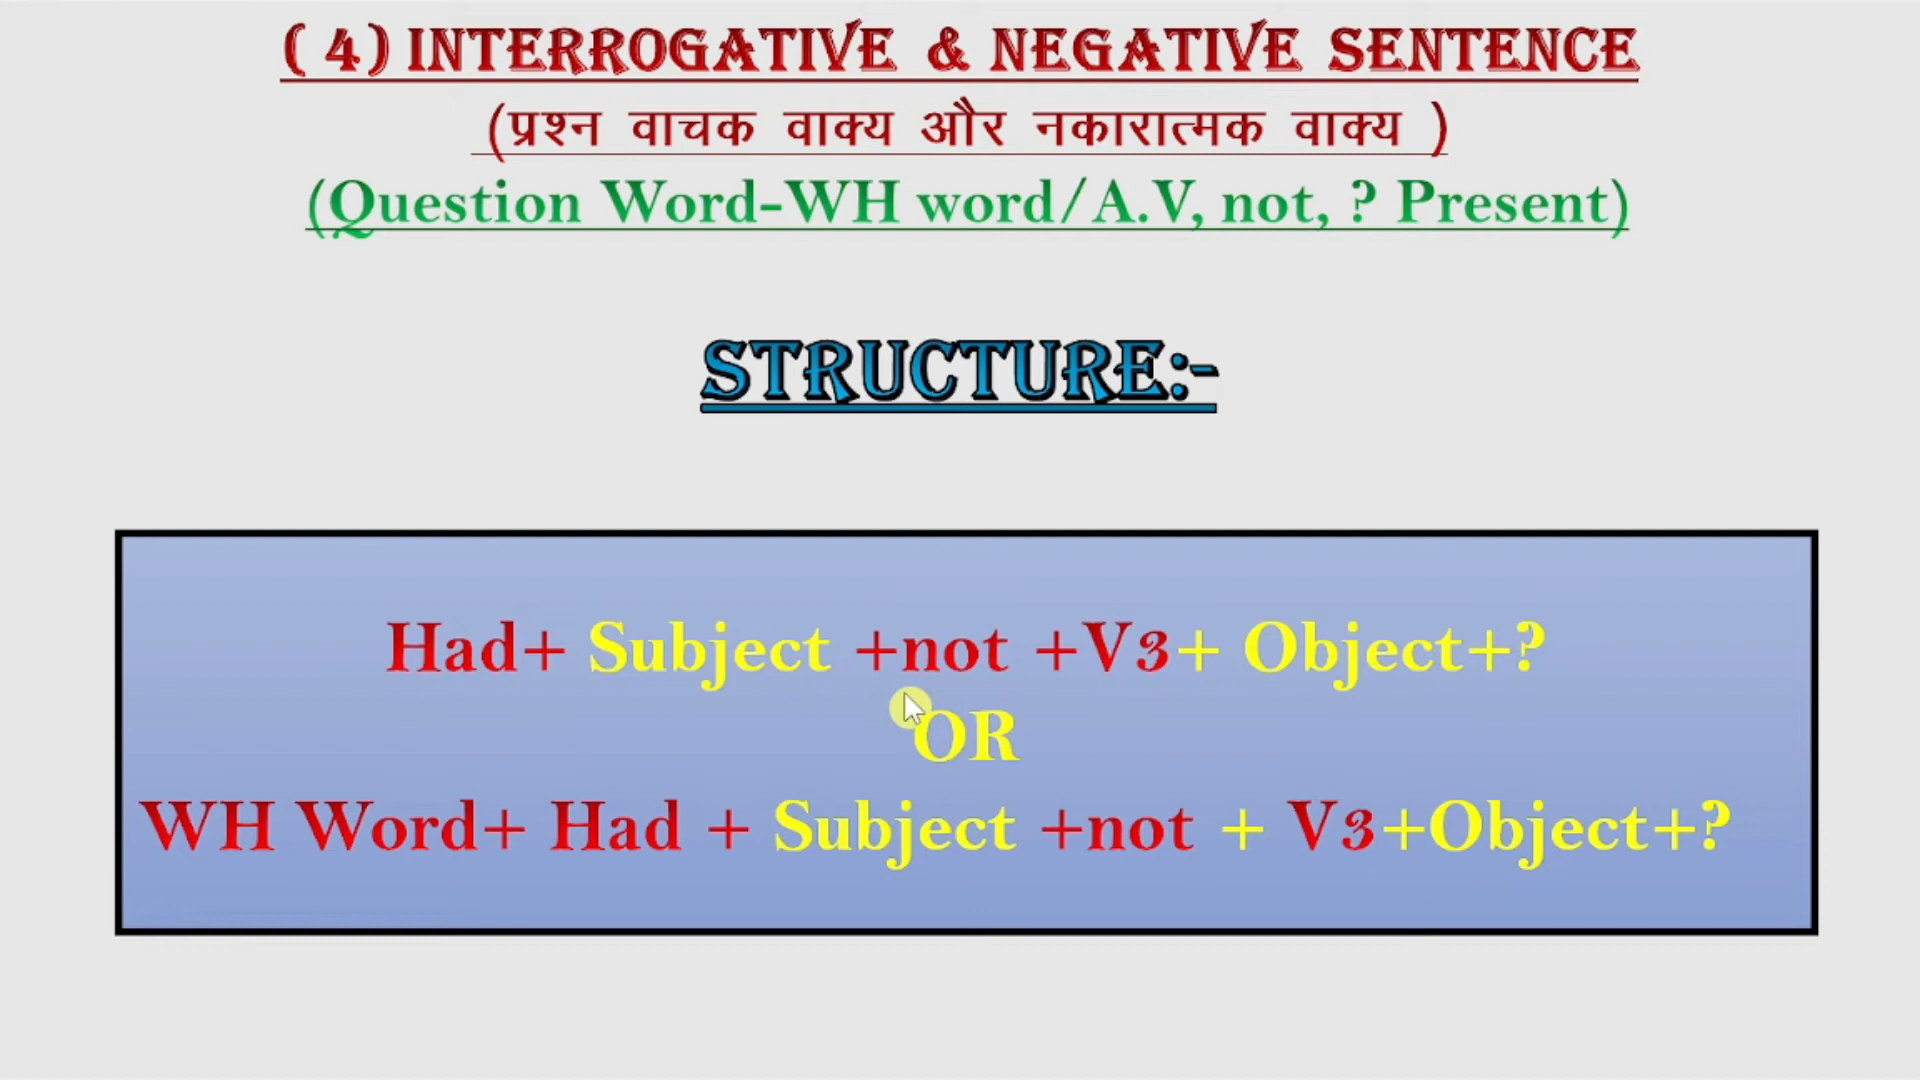 ( 4 ) INTERROGATIVE & NEGATIVE SENTENCE
(प्रश्न वाचक वाक्य और नकारात्मक वाक्य )
(Question Word-WH word/A.V, not, ? Present)
STRUCTURE:-
Had+ Subject +not +V3+ Object+?
OR
WH Word+ Had + Subject +not + V3+Object+?